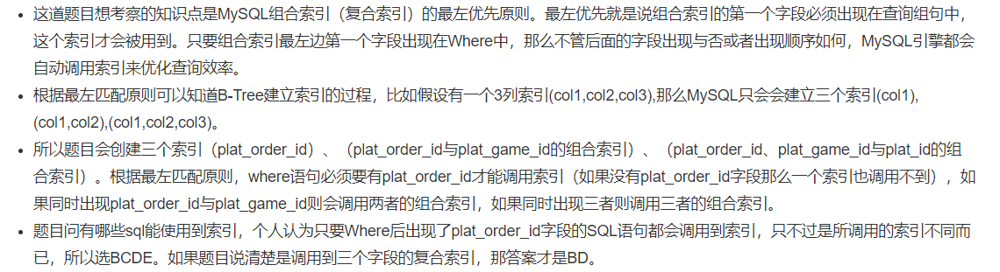 这道题目想考察的知识点是MySQL组合索引（复合索引）的最左优先原则。最左优先就是说组合索引的第一个字段必须出现在查询组句中，
这个索引才会被用到。只要组合索引最左边第一个字段出现在Where中，那么不管后面的字段出现与否或者出现顺序如何，MySQL引擎都会
自动调用索引来优化查询效率。
根据最左匹配原则可以知道B-Tree建立索引的过程，比如假设有一个3列索引(col1,col2,col3),那么MySQL只会会建立三个索引(col1),
(col1,col2),(col1,col2,col3)。
所以题目会创建三个索引（plat_order_id）、（plat_order_id与plat_game_id的组合索引）、（plat_order_id、plat_game_id与plat_id的组
合索引）。根据最左匹配原则，where语句必须要有plat_order_id才能调用索引（如果没有plat_order_id字段那么一个索引也调用不到），如
果同时出现plat_order_id与plat_game_id则会调用两者的组合索引，如果同时出现三者则调用三者的组合索引。
题目问有哪些sql能使用到索引，个人认为只要Where后出现了plat_order_id字段的SQL语句都会调用到索引，只不过是所调用的索引不同而
已，所以选BCDE。如果题目说清楚是调用到三个字段的复合索引，那答案才是BD。